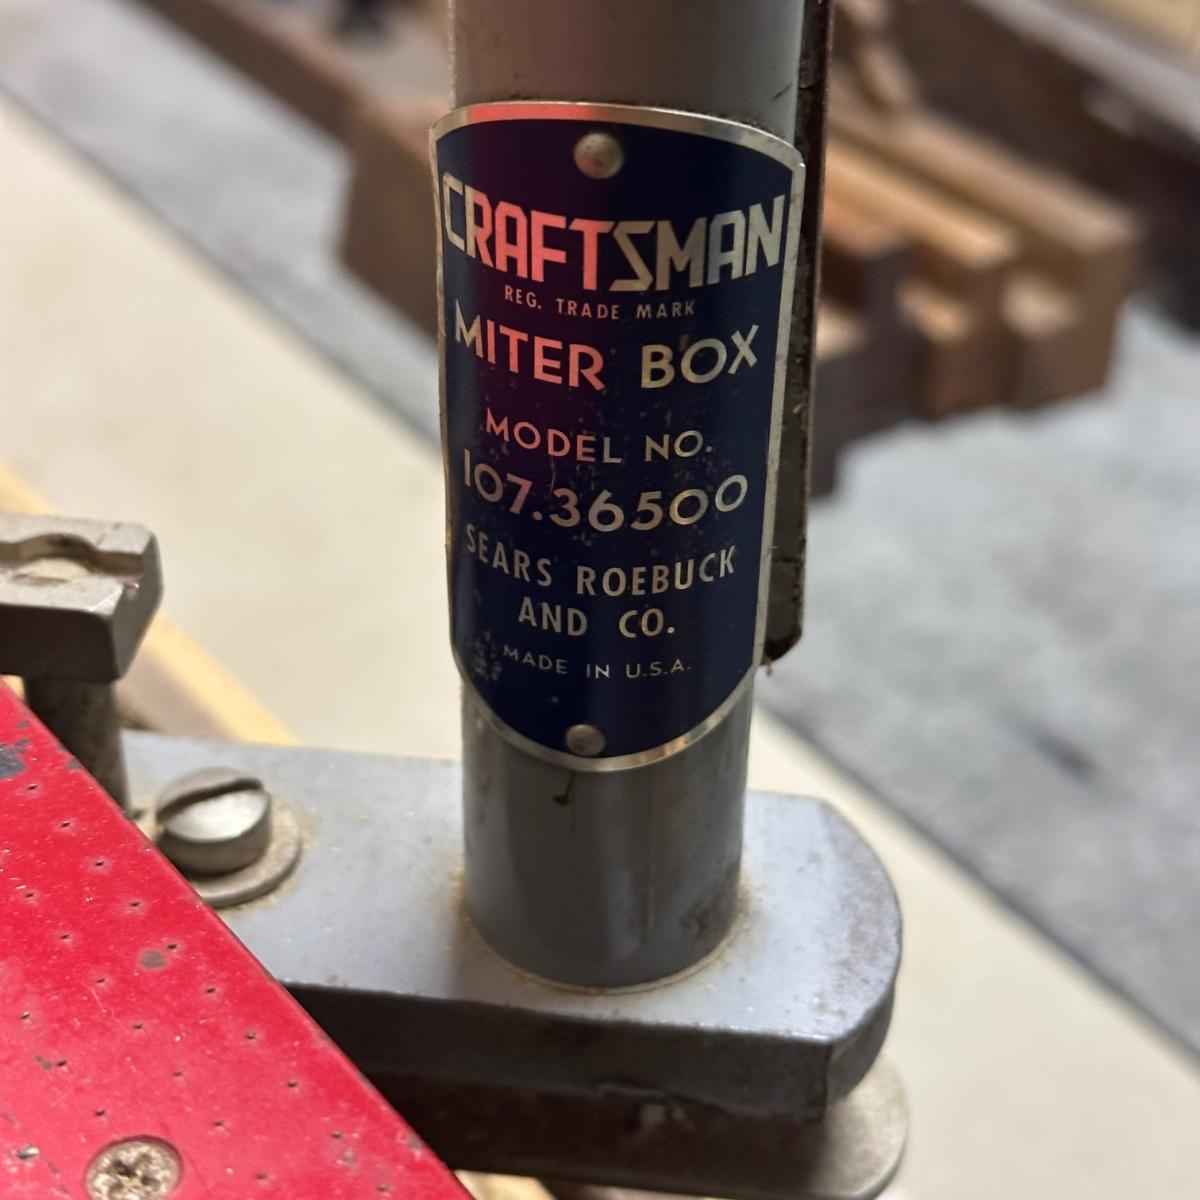 CRAFTSMAN
REG. TRADE MARK
MITER BOX
MODEL NO.
107.36500
SEARS ROEBUCK
AND CO.
MADE IN U.S.A.